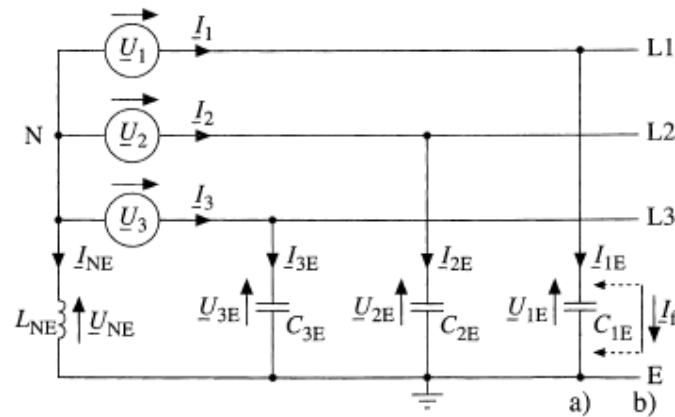 I1
U1
L1
I2
N
U2
L2
I3
U3
L3
INE
I3E
I2E
I1E
LNE
UNE
U3E
C3E
U2E
C2E
U1E
C1E
If
E
a)
b)